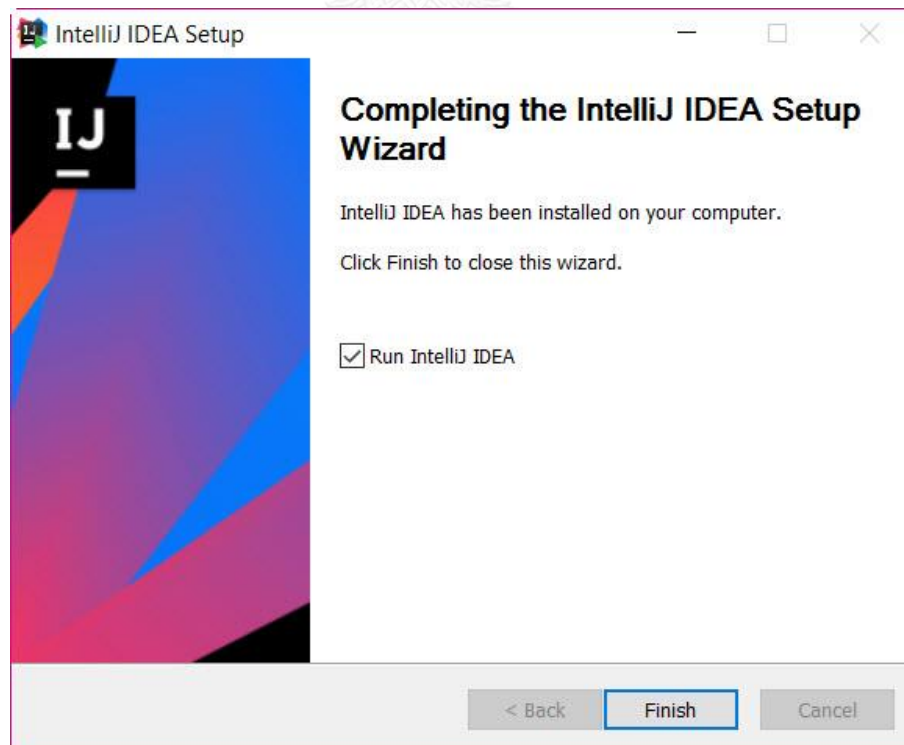 IntelliJ IDEA Setup
IJ
Completing the IntelliJ IDEA Setup
Wizard
IntelliJ IDEA has been installed on your computer.
Click Finish to close this wizard.
Run IntelliJ IDEA
< Back Finish Cancel